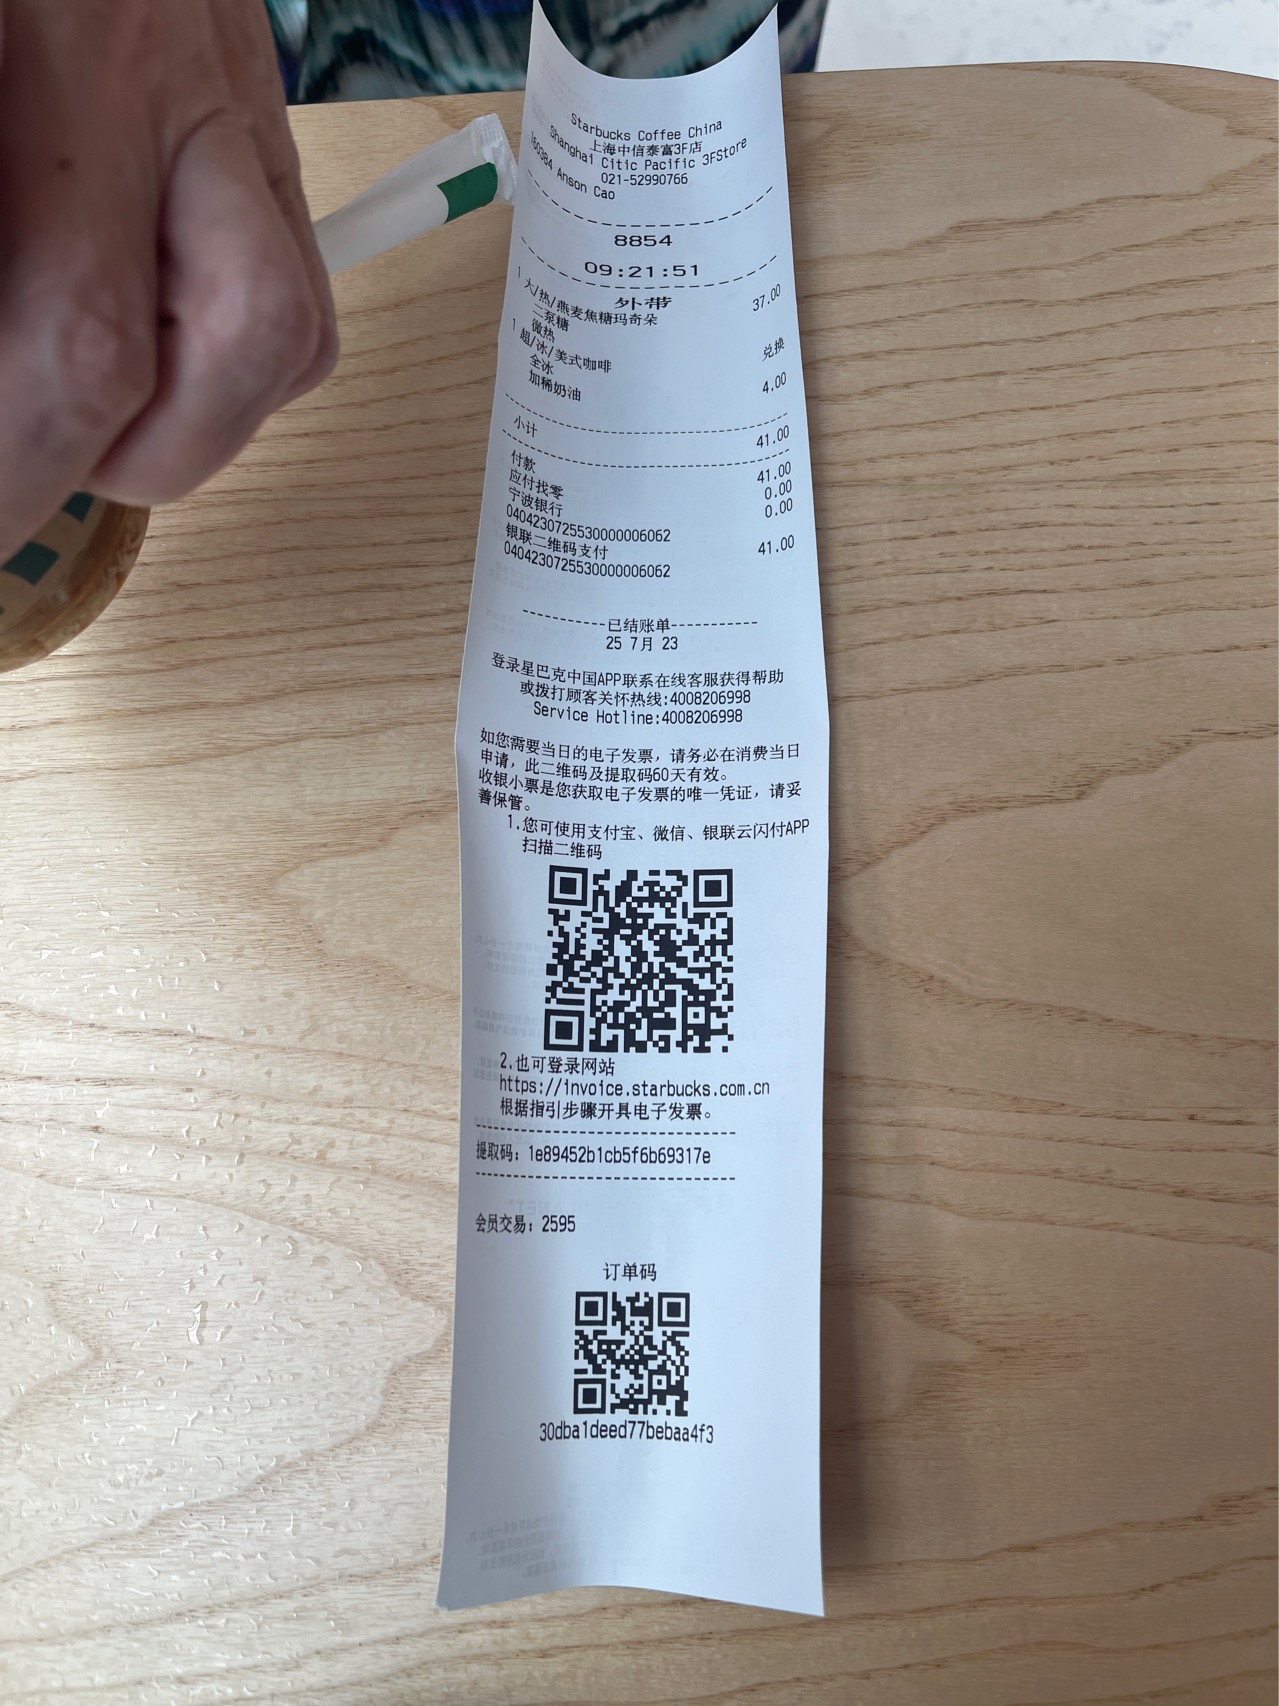 Starbucks Coffee China
上海中信泰富3F店
Shanghai Citic Pacific 3FStore
021-52990766
160384 Anson Cao
8854
09:21:51
外带
1 大/热/燕麦焦糖玛奇朵 37.00
二泵糖
微热
1 超/冰/美式咖啡 兑换
全冰
加稀奶油 4.00
小计 41.00
付款 41.00
应付找零 0.00
宁波银行 0.00
0404230725530000006062
银联二维码支付 41.00
0404230725530000006062
-----------已结账单-----------
25 7月 23
登录星巴克中国APP联系在线客服获得帮助
或拨打顾客关怀热线:4008206998
Service Hotline:4008206998
如您需要当日的电子发票，请务必在消费当日
申请，此二维码及提取码60天有效。
收银小票是您获取电子发票的唯一凭证，请妥
善保管。
1.您可使用支付宝、微信、银联云闪付APP
扫描二维码
2.也可登录网站
https://invoice.starbucks.com.cn
根据指引步骤开具电子发票。
提取码：1e89452b1cb5f6b69317e
会员交易：2595
订单码
30dba1deed77bebaa4f3